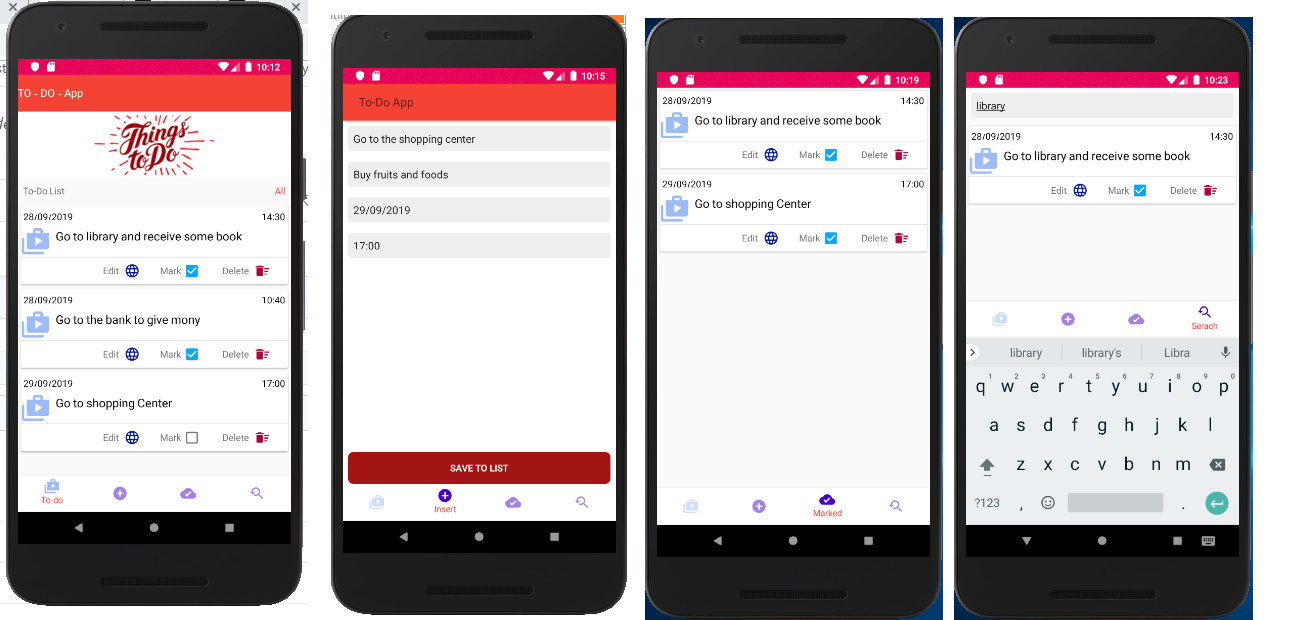 10:12
TO - DO - App
Things
to Do
To-Do List All
28/09/2019 14:30
Go to library and receive some book
Edit Mark Delete
28/09/2019 10:40
Go to the bank to give mony
Edit Mark Delete
29/09/2019 17:00
Go to shopping Center
Edit Mark Delete
To-do
10:15
To-Do App
Go to the shopping center
Buy fruits and foods
29/09/2019
17:00
SAVE TO LIST
Insert
10:19
28/09/2019 14:30
Go to library and receive some book
Edit Mark Delete
29/09/2019 17:00
Go to shopping Center
Edit Mark Delete
Marked
10:23
library
28/09/2019 14:30
Go to library and receive some book
Edit Mark Delete
Serach
library library's Libra
1 2 3 4 5 6 7 8 9 0
q w e r t y u i o p
a s d f g h j k l
z x c v b n m
?123 , .